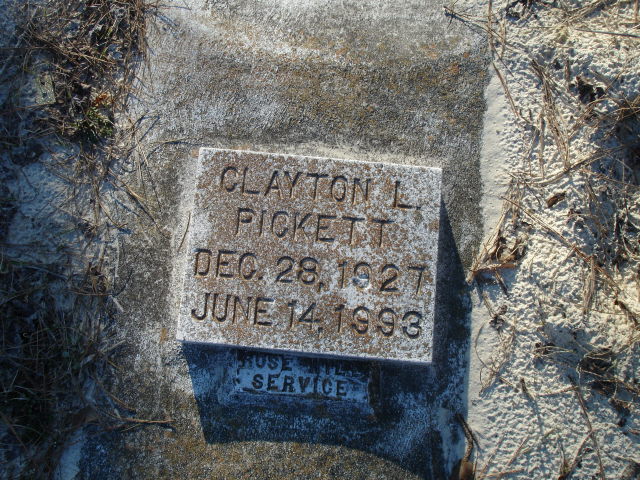 CLAYTON L.
PICKETT
DEC. 28, 1927
JUNE 14, 1993
SERVICE